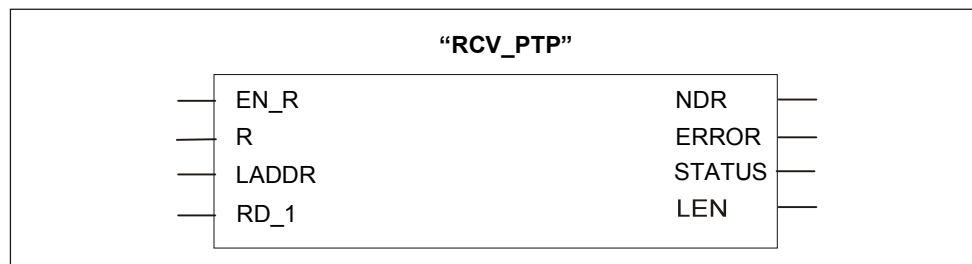 “RCV_PTP”
EN_R NDR
R ERROR
LADDR STATUS
RD_1 LEN